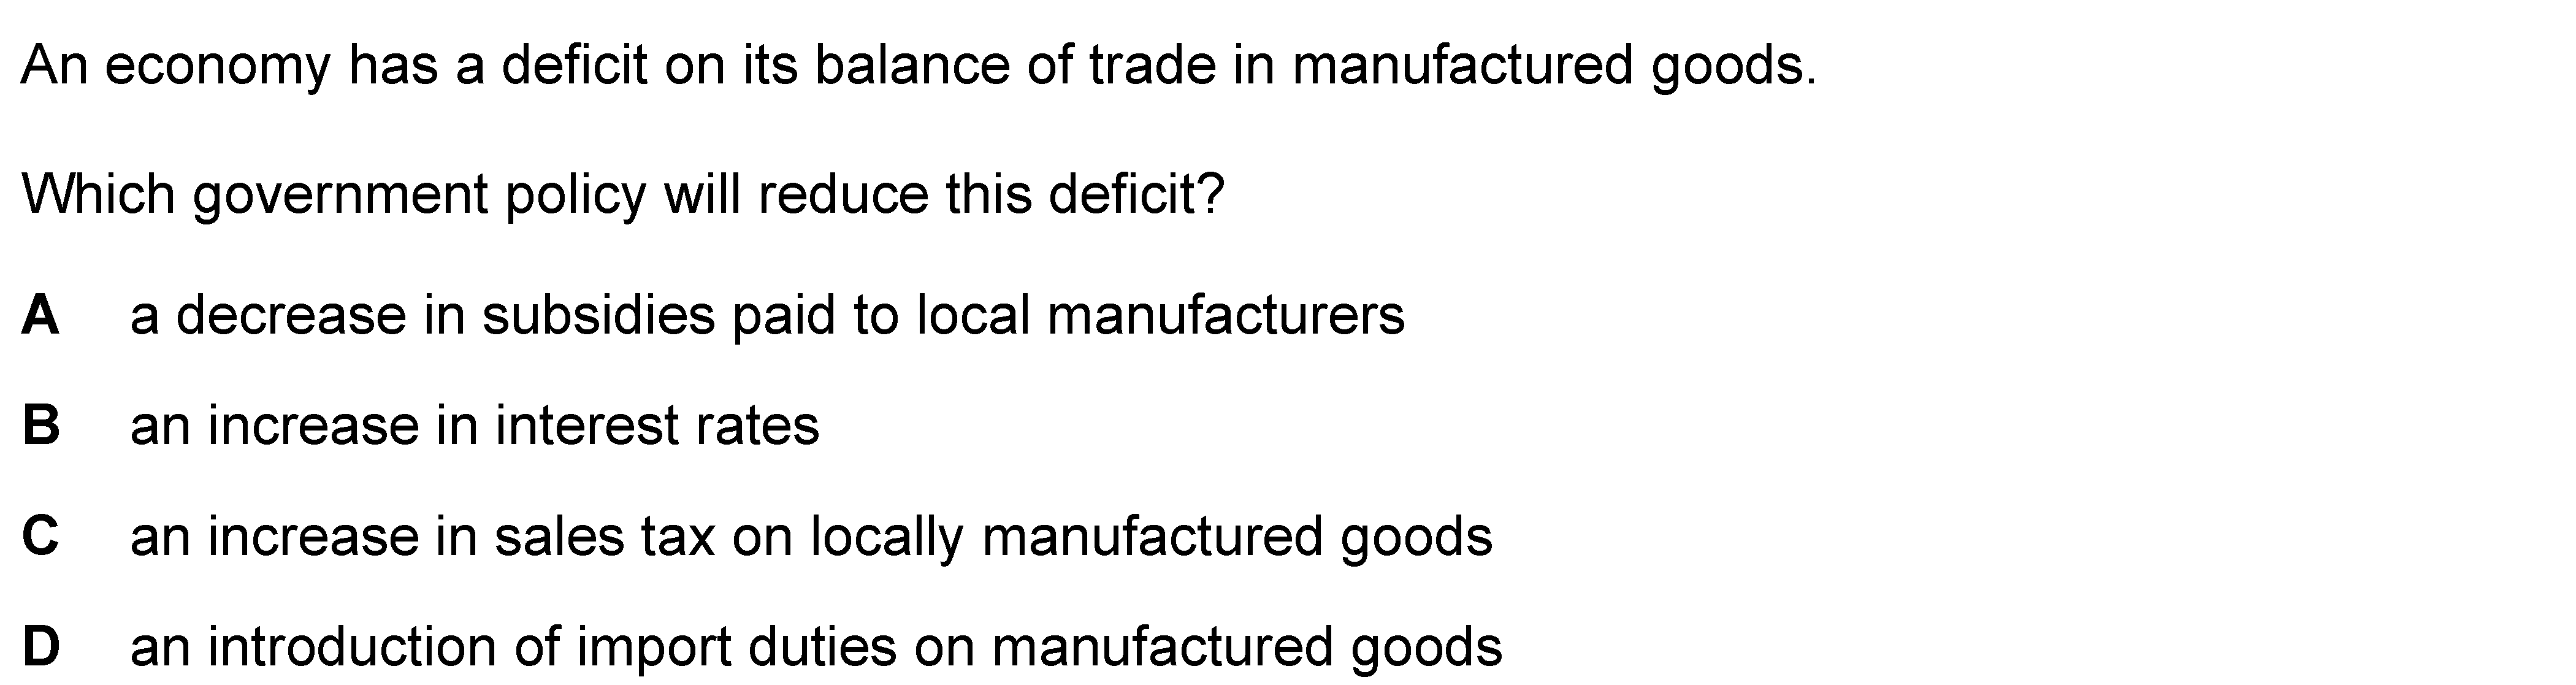 An economy has a deficit on its balance of trade in manufactured goods.
Which government policy will reduce this deficit?
A a decrease in subsidies paid to local manufacturers
B an increase in interest rates
C an increase in sales tax on locally manufactured goods
D an introduction of import duties on manufactured goods